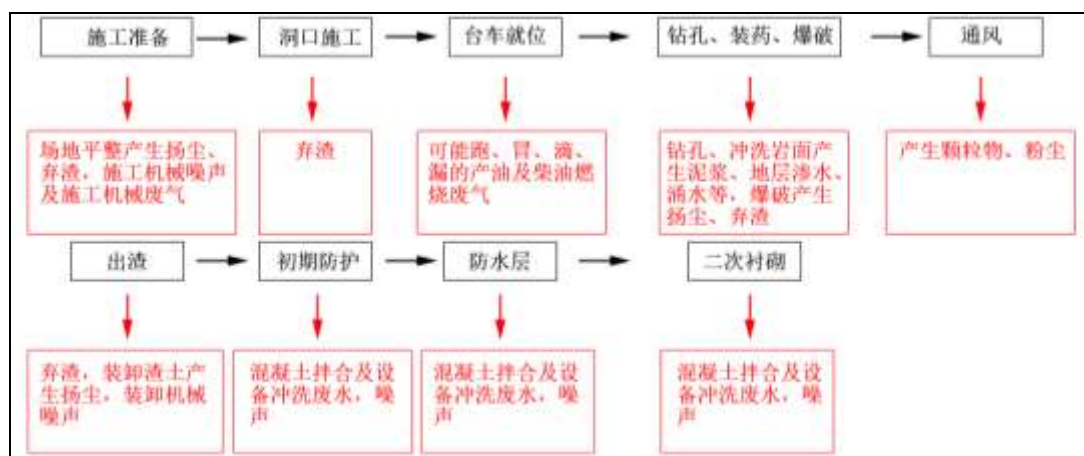 施工准备
洞口施工
台车就位
钻孔、装药、爆破
通风
场地平整产生扬尘、
弃渣，施工机械噪声
及施工机械废气
弃渣
可能跑、冒、滴、
漏的产油及柴油燃
烧废气
钻孔、冲洗岩面产
生泥浆、地层渗水、
涌水等，爆破产生
扬尘、弃渣
产生颗粒物、粉尘
出渣
初期防护
防水层
二次衬砌
弃渣，装卸渣土产
生扬尘，装卸机械
噪声
混凝土拌合及设
备冲洗废水，噪
声
混凝土拌合及设
备冲洗废水，噪
声
混凝土拌合及设
备冲洗废水，噪
声